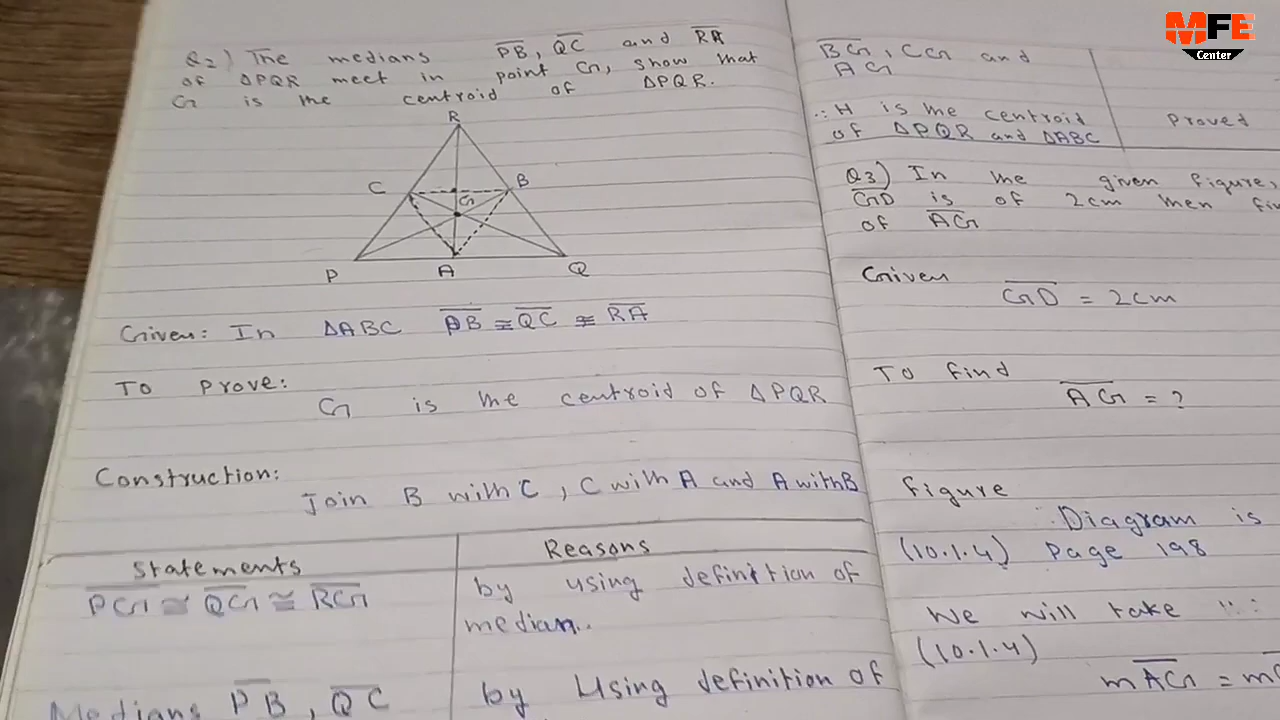 Q2) The medians PB, QC and RA
of ΔPQR meet in point G, show that
G is the centroid of ΔPQR.
R
C
B
G
P
A
Q
Given: In ΔABC PB ≅ QC ≅ RA
To prove:
G is the centroid of ΔPQR
Construction:
Join B with C, C with A and A with B
Statements
Reasons
PG ≅ QG ≅ RG
by using definition of
median..
Medians PB, QC
by Using definition of
BG, CG and
AG
∴ H is the centroid
of ΔPQR and ΔABC
Proved
Q3) In the given figure,
GD is of 2cm then
of AG
Given
GD = 2cm
To find
AG = ?
figure
∴ Diagram is
(10.1.4) Page 198
We will take
(10.1.4)
mAG =
MFE
Center